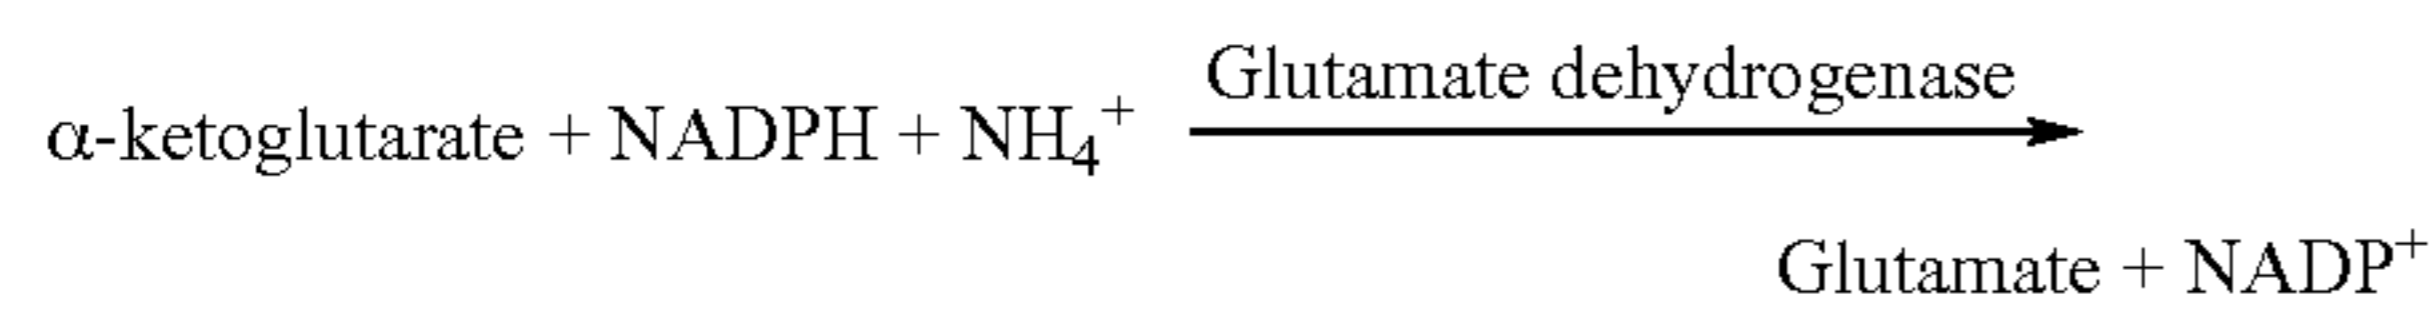 Glutamate dehydrogenase
α-ketoglutarate + NADPH + NH₄⁺
Glutamate + NADP⁺